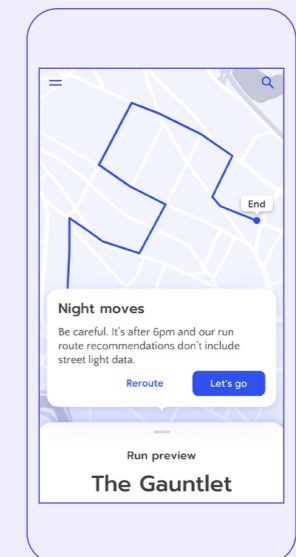 End
Night moves
Be careful. It's after 6pm and our run
route recommendations don't include
street light data.
Reroute
Let's go
Run preview
The Gauntlet